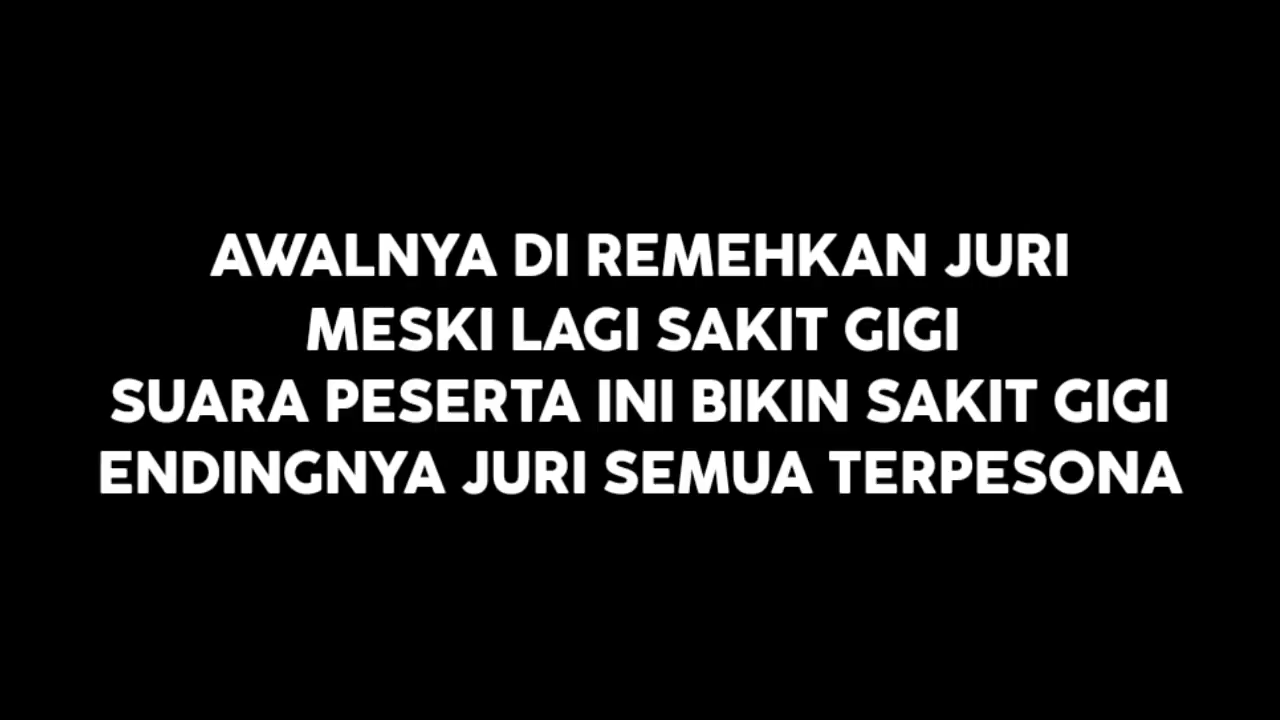 AWALNYA DI REMEHKAN JURI
MESKI LAGI SAKIT GIGI
SUARA PESERTA INI BIKIN SAKIT GIGI
ENDINGNYA JURI SEMUA TERPESONA